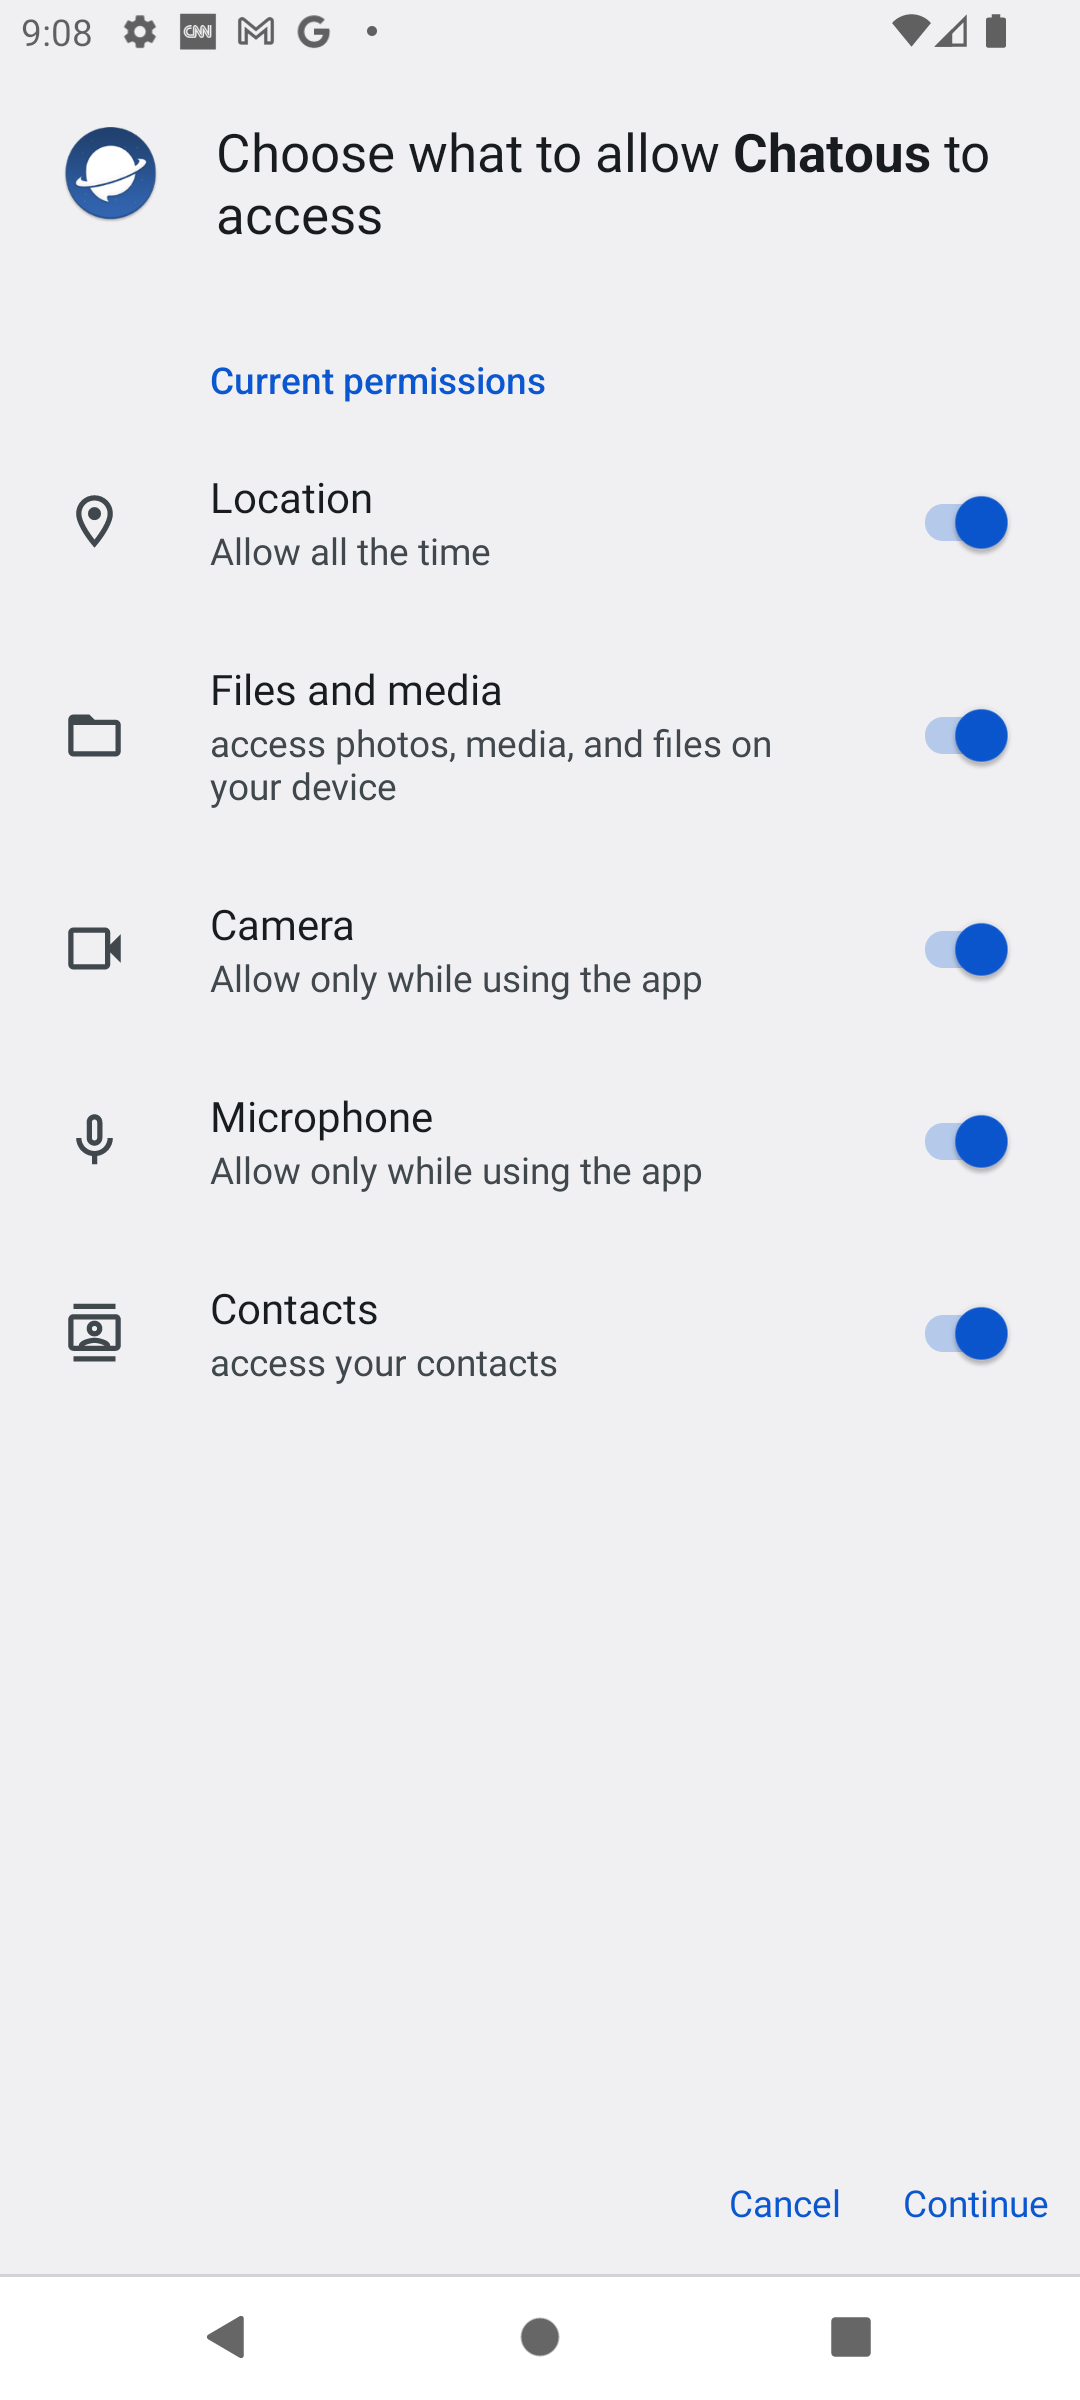 9:08
CNN
Choose what to allow Chatous to
access
Current permissions
Location
Allow all the time
Files and media
access photos, media, and files on
your device
Camera
Allow only while using the app
Microphone
Allow only while using the app
Contacts
access your contacts
Cancel
Continue